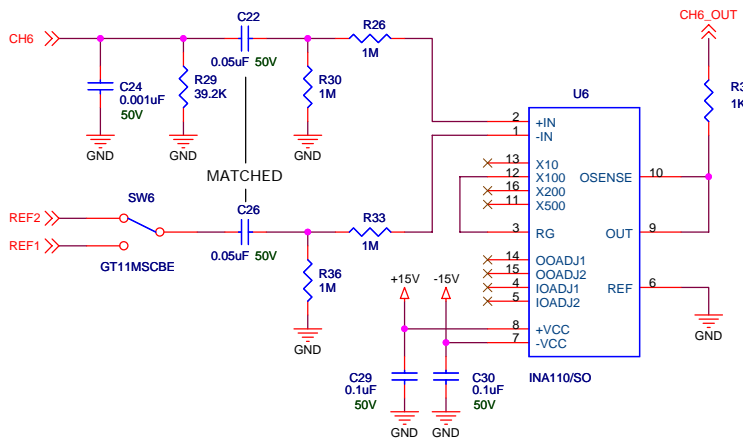 CH6_OUT
C22
R26
CH6
0.05uF 50V
1M
C24
0.001uF
50V
R29
39.2K
R30
1M
R3
1K
GND
GND
GND
U6
2
+IN
1
-IN
MATCHED
13
X10
12
X100
OSENSE
10
16
X200
11
X500
SW6
C26
R33
REF2
REF1
3
RG
OUT
9
GT11MSCBE
0.05uF 50V
1M
R36
1M
14
OOADJ1
15
OOADJ2
4
IOADJ1
REF
6
5
IOADJ2
+15V
-15V
GND
8
+VCC
7
-VCC
GND
C29
0.1uF
50V
C30
0.1uF
50V
INA110/SO
GND
GND